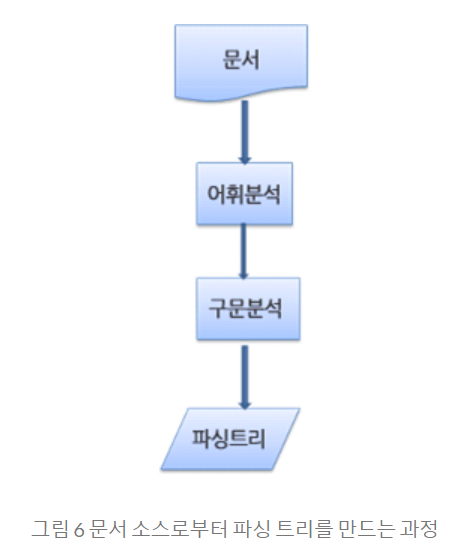 문서
어휘분석
구문분석
파싱트리
그림 6 문서 소스로부터 파싱 트리를 만드는 과정